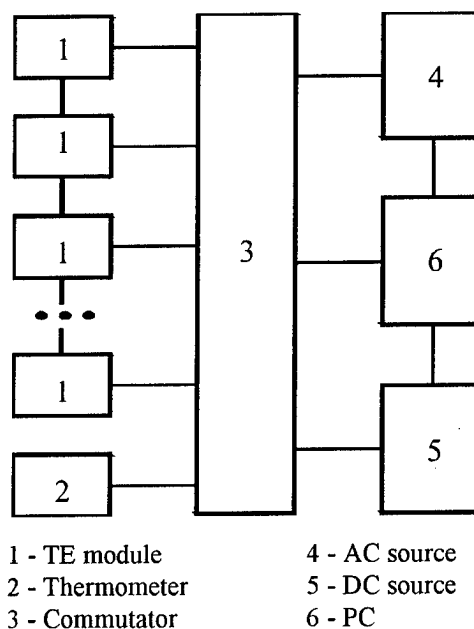 1
4
1
1
3
6
1
5
2
1 - TE module
2 - Thermometer
3 - Commutator
4 - AC source
5 - DC source
6 - PC